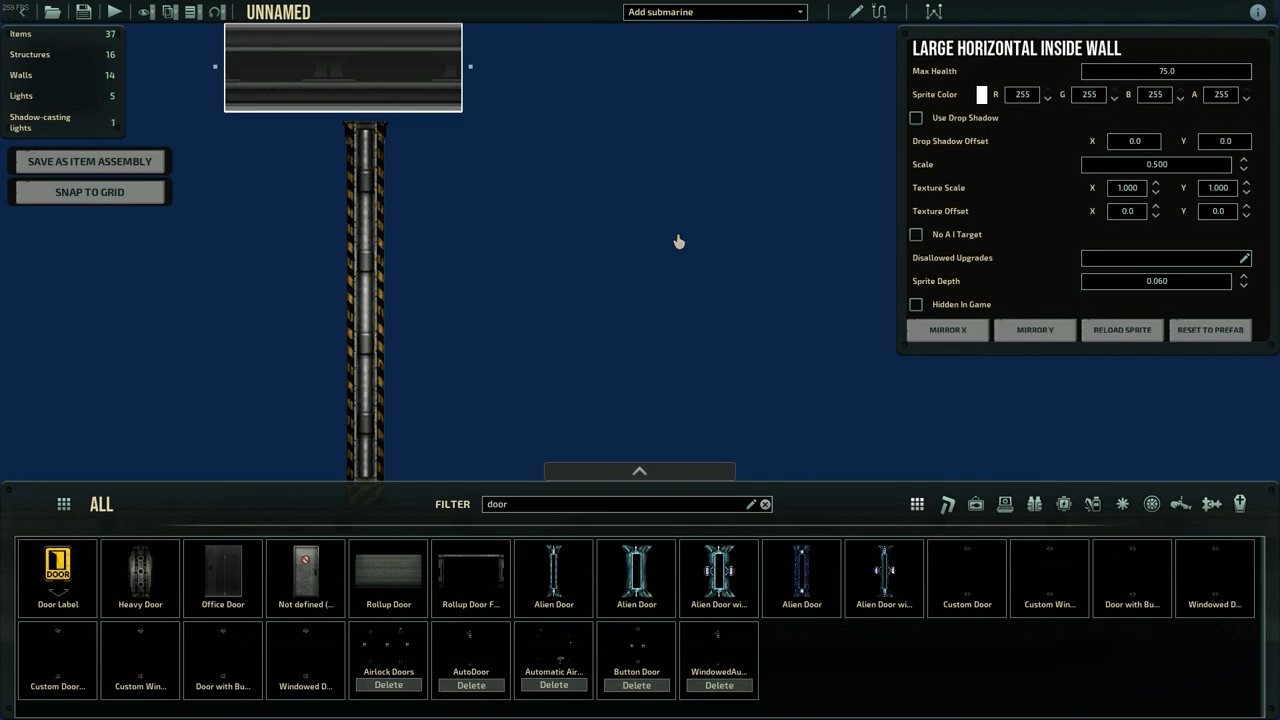 259 FPS
UNNAMED
Add submarine
Items 37
Structures 16
Walls 14
Lights 5
Shadow-casting
lights 1
SAVE AS ITEM ASSEMBLY
SNAP TO GRID
LARGE HORIZONTAL INSIDE WALL
Max Health 75.0
Sprite Color R 255 G 255 B 255 A 255
Use Drop Shadow
Drop Shadow Offset X 0.0 Y 0.0
Scale 0.500
Texture Scale X 1.000 Y 1.000
Texture Offset X 0.0 Y 0.0
No A I Target
Disallowed Upgrades
Sprite Depth 0.060
Hidden In Game
MIRROR X MIRROR Y RELOAD SPRITE RESET TO PREFAB
ALL FILTER door
DOOR
Door Label Heavy Door Office Door Not defined (... Rollup Door Rollup Door F... Alien Door Alien Door Alien Door wi... Alien Door Alien Door wi... Custom Door Custom Win... Door with Bu... Windowed D...
Custom Door... Custom Win... Door with Bu... Windowed D... Airlock Doors AutoDoor Automatic Air... Button Door WindowedAu...
Delete Delete Delete Delete Delete